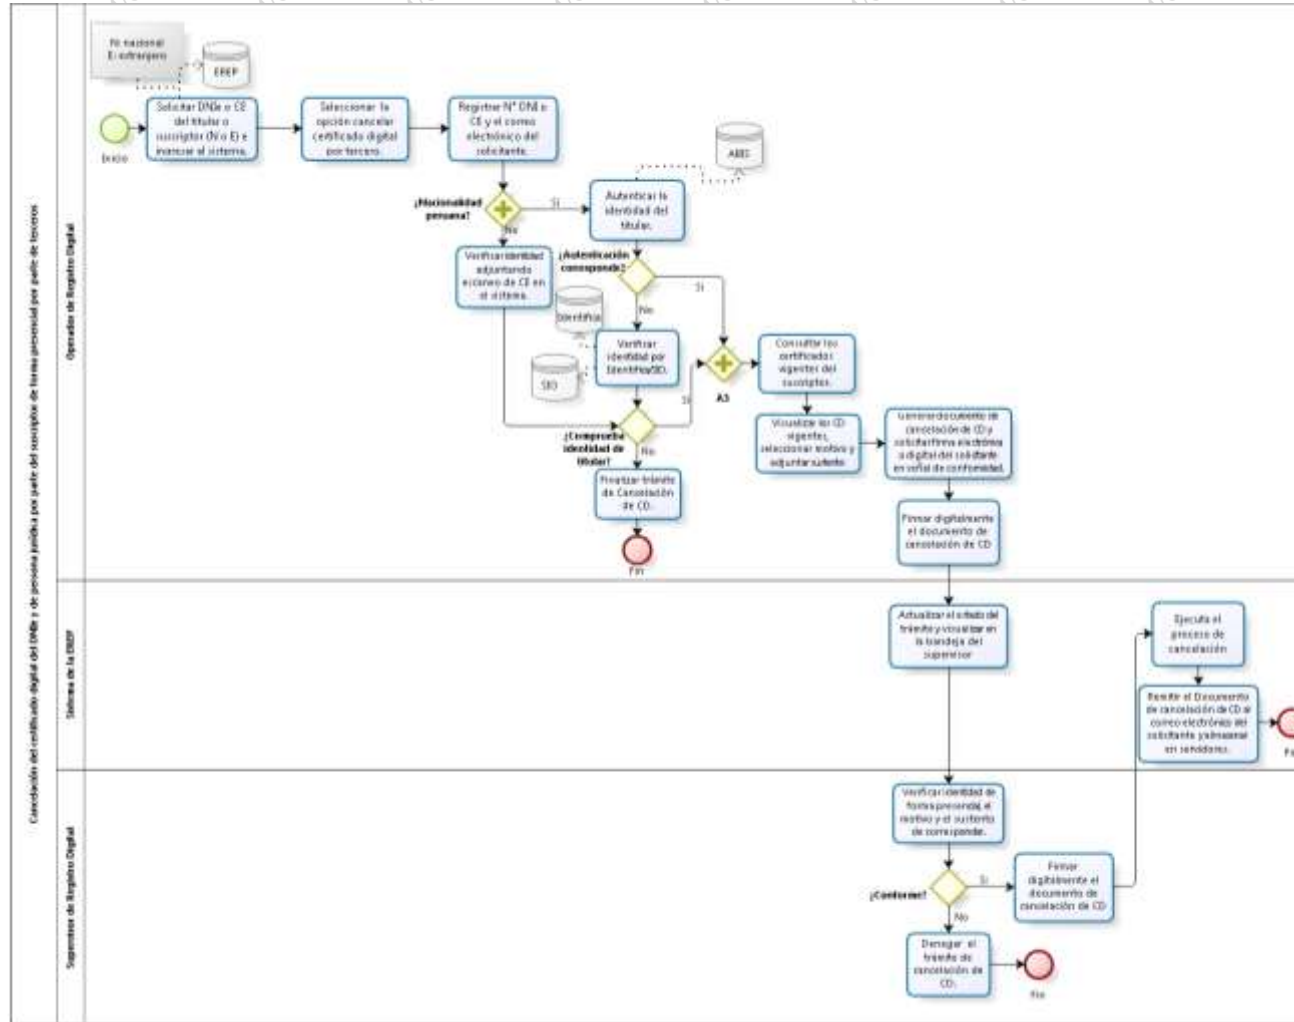 Cancelación del certificado digital del DNIe y de persona jurídica por parte del suscriptor de forma presencial por parte de terceros
Operador de Registro Digital
N: nacional
E: extranjero
EREP
Inicio
Solicitar DNIe o CE
del titular o
suscriptor (N o E) e
ingresar al sistema.
Seleccionar la
opción cancelar
certificado digital
por tercero.
Registrar N° DNI o
CE y el correo
electrónico del
solicitante.
¿Nacionalidad
peruana?
Si
No
Autenticar la
identidad del
titular.
ABIS
Verificar identidad
adjuntando
escaneo de CE en
el sistema.
¿Autenticación
corresponde?
Si
No
Identifica
SIO
Verificar
identidad por
Identifica/SIO.
¿Comprueba
identidad de
titular?
Si
No
Finalizar trámite
de Cancelación
de CD.
Fin
A3
Consultar los
certificados
vigentes del
suscriptor.
Visualizar los CD
vigentes,
seleccionar motivo y
adjuntar sustento
Generar documento de
cancelación de CD y
solicitar firma electrónica
o digital del solicitante
en señal de conformidad.
Firmar digitalmente
el documento de
cancelación de CD
Sistema de la EREP
Actualizar el estado del
trámite y visualizar en
la bandeja del
supervisor
Ejecuta el
proceso de
cancelación
Remitir el Documento
de cancelación de CD al
correo electrónico del
solicitante y almacenar
en servidores.
Supervisor de Registro Digital
Verificar identidad de
forma presencial, el
motivo y el sustento
de corresponder.
¿Conforme?
Si
No
Firmar
digitalmente el
documento de
cancelación de CD
Denegar el
trámite de
cancelación de
CD.
Fin